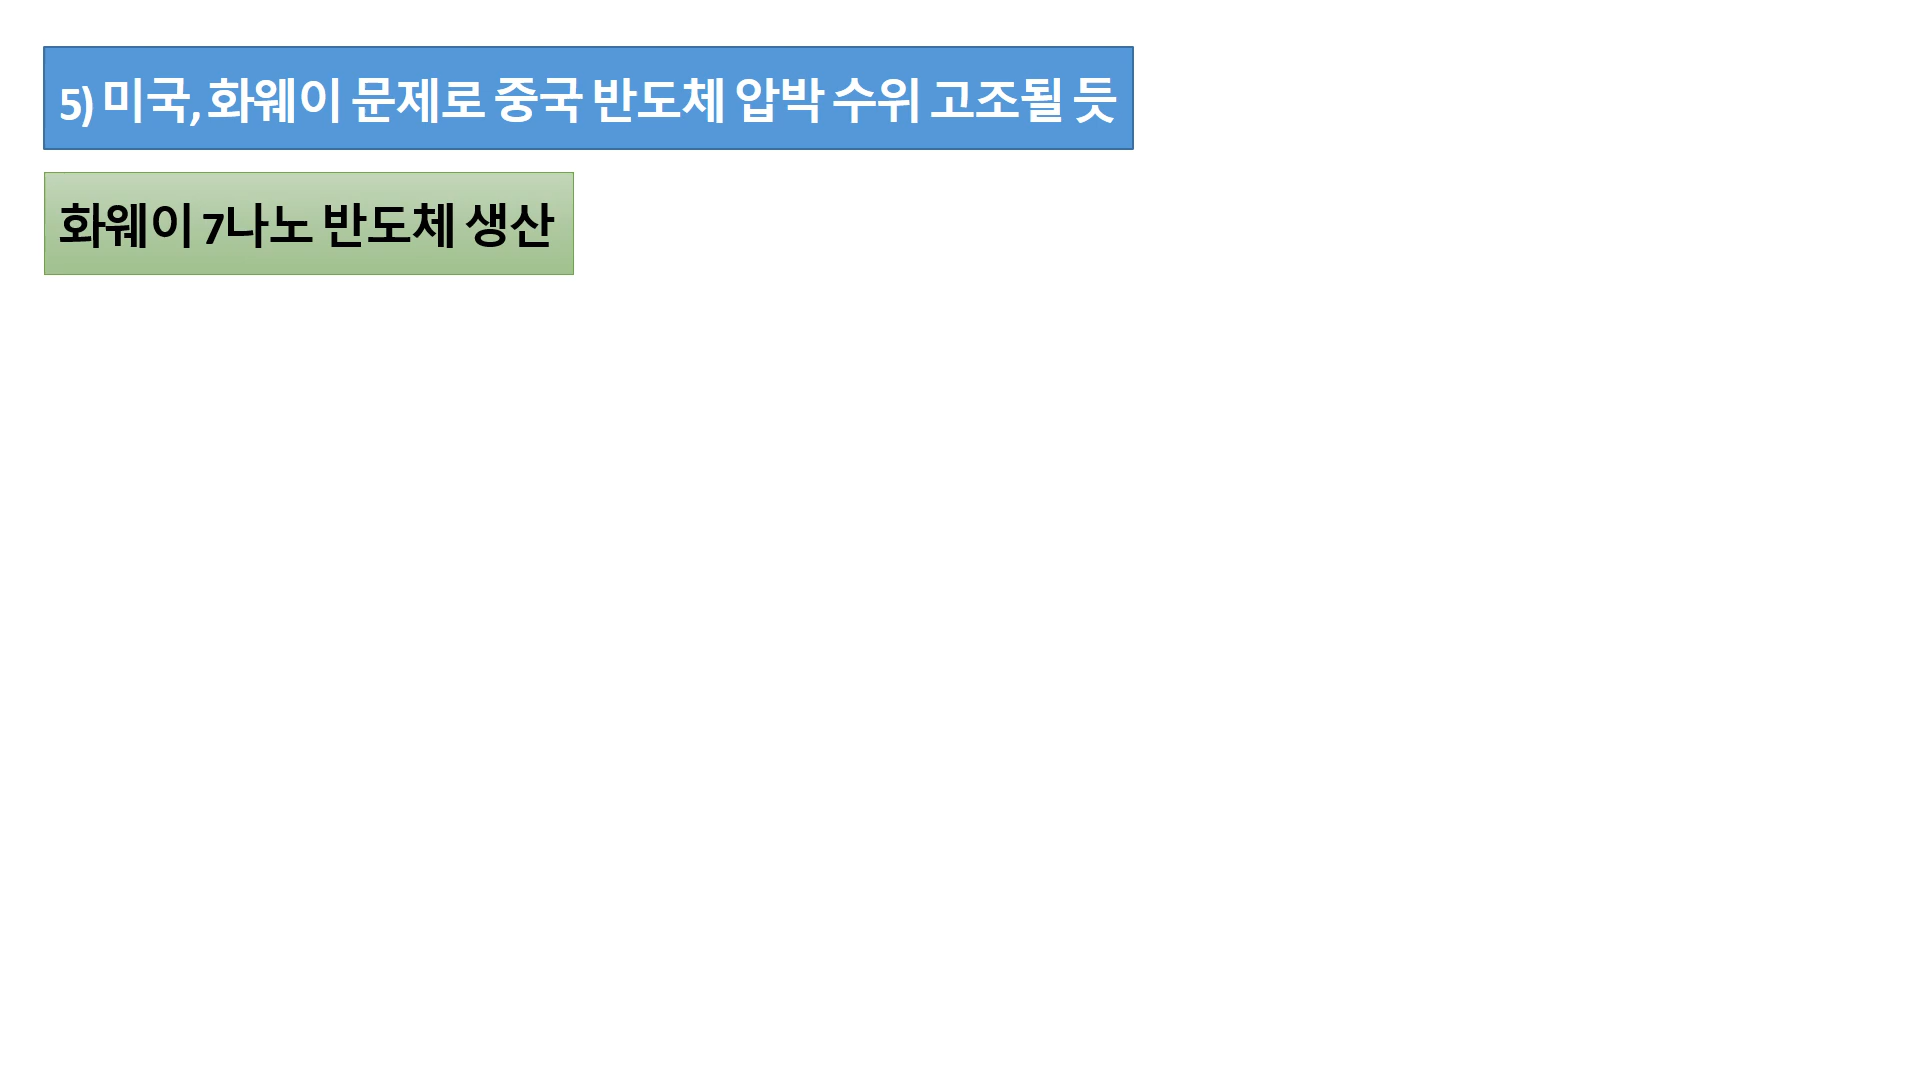 5) 미국, 화웨이 문제로 중국 반도체 압박 수위 고조될 듯
화웨이 7나노 반도체 생산